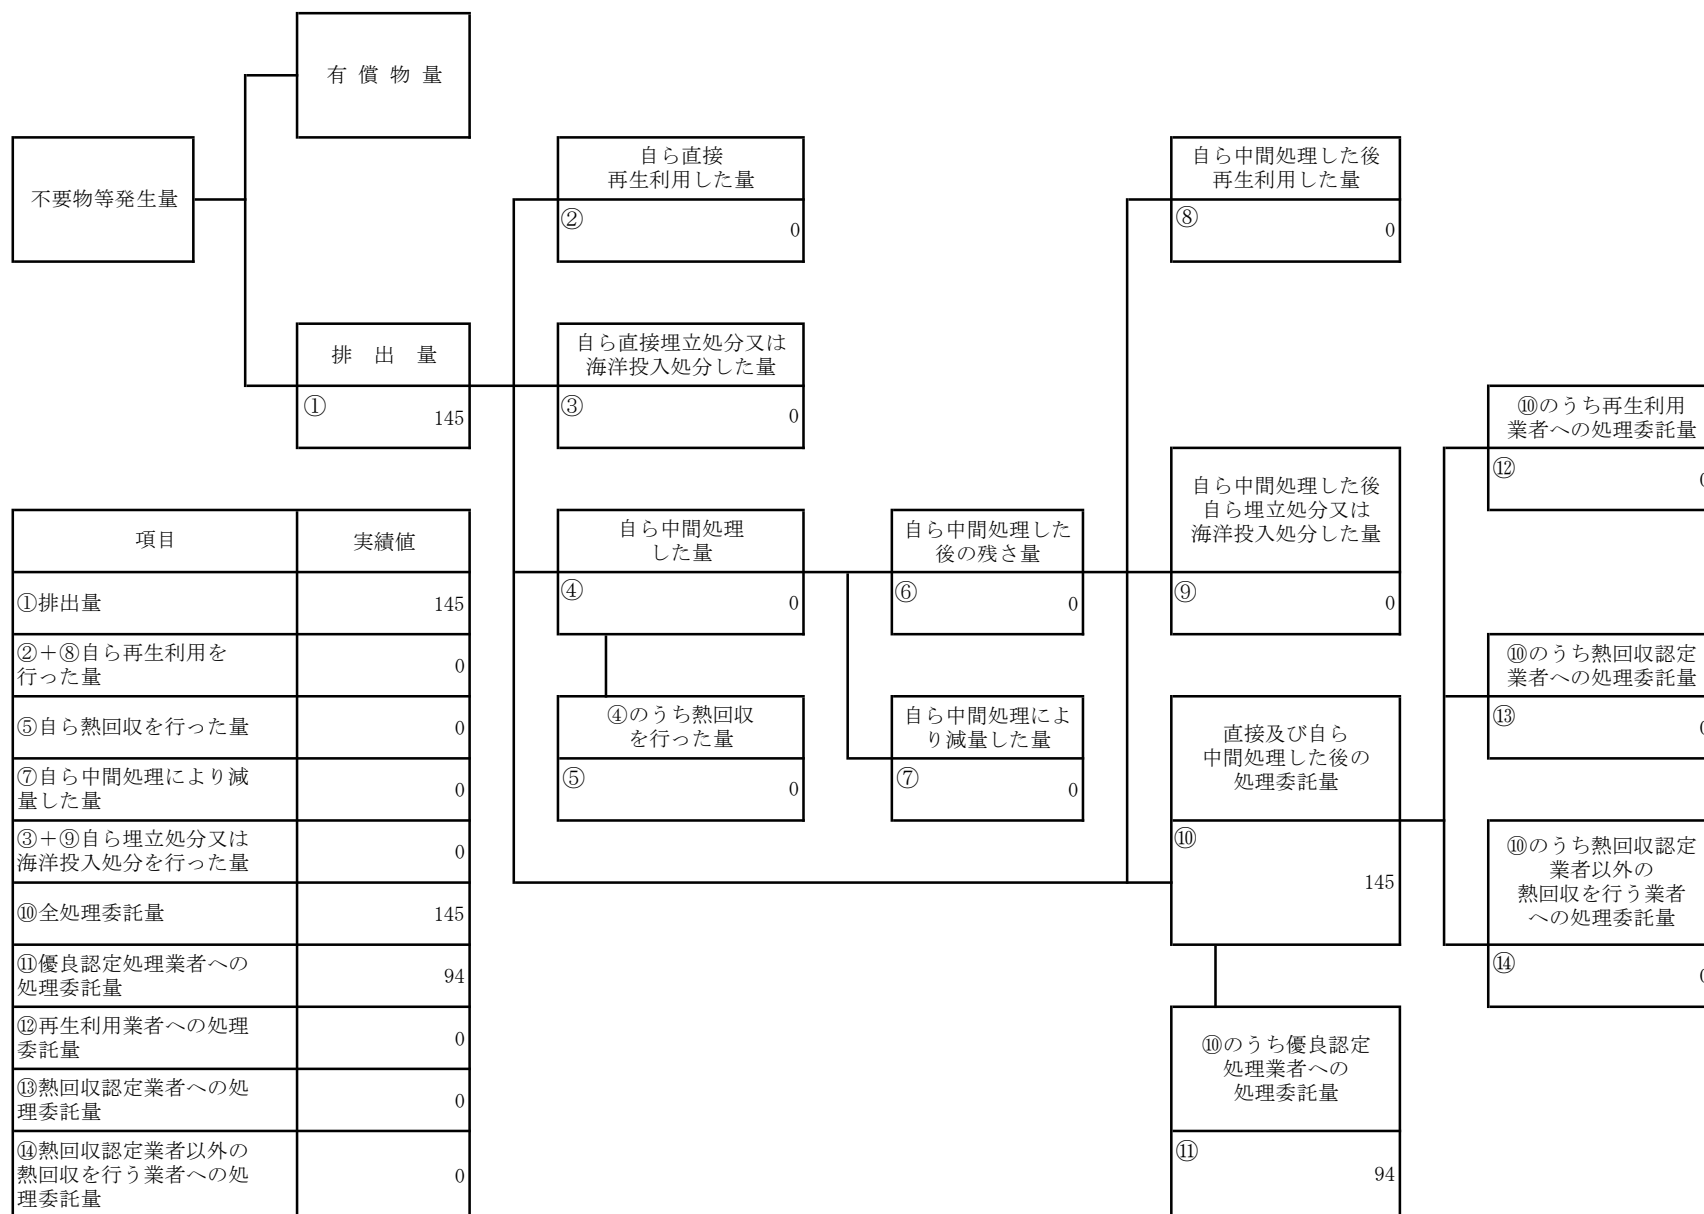 有 償 物 量
不要物等発生量
自ら直接
再生利用した量
②
0
自ら中間処理した後
再生利用した量
⑧
0
排 出 量
①
145
自ら直接埋立処分又は
海洋投入処分した量
③
0
⑩のうち再生利用
業者への処理委託量
⑫
0
自ら中間処理した後
自ら埋立処分又は
海洋投入処分した量
⑨
0
自ら中間処理
した量
④
0
自ら中間処理した
後の残さ量
⑥
0
⑩のうち熱回収認定
業者への処理委託量
⑬
0
④のうち熱回収
を行った量
⑤
0
自ら中間処理によ
り減量した量
⑦
0
直接及び自ら
中間処理した後の
処理委託量
⑩
145
⑩のうち熱回収認定
業者以外の
熱回収を行う業者
への処理委託量
⑭
0
⑩のうち優良認定
処理業者への
処理委託量
⑪
94
項目 実績値
①排出量 145
②＋⑧自ら再生利用を
行った量 0
⑤自ら熱回収を行った量 0
⑦自ら中間処理により減
量した量 0
③＋⑨自ら埋立処分又は
海洋投入処分を行った量 0
⑩全処理委託量 145
⑪優良認定処理業者への
処理委託量 94
⑫再生利用業者への処理
委託量 0
⑬熱回収認定業者への処
理委託量 0
⑭熱回収認定業者以外の
熱回収を行う業者への処
理委託量 0